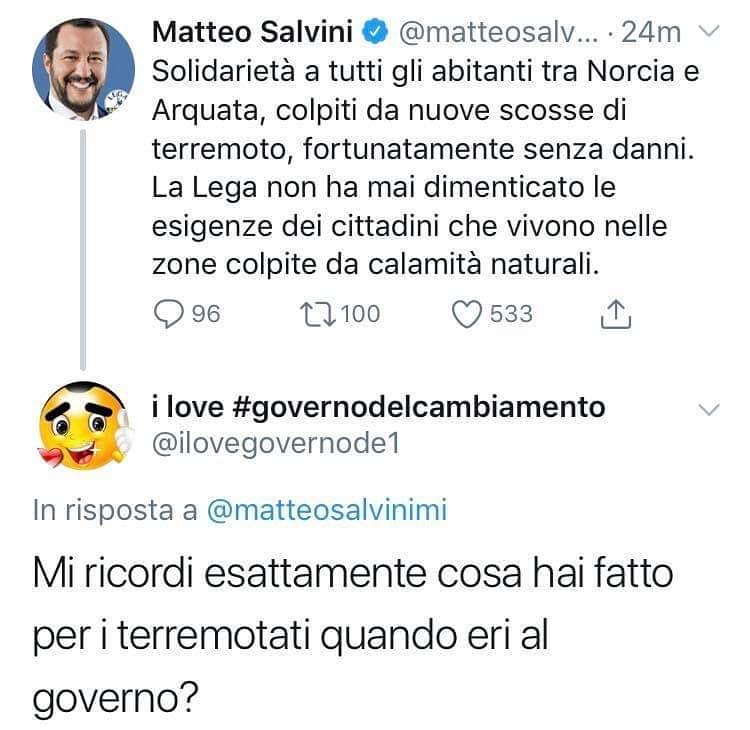 Matteo Salvini @matteosalv... · 24m
Solidarietà a tutti gli abitanti tra Norcia e
Arquata, colpiti da nuove scosse di
terremoto, fortunatamente senza danni.
La Lega non ha mai dimenticato le
esigenze dei cittadini che vivono nelle
zone colpite da calamità naturali.
96 100 533
i love #governodelcambiamento
@ilovegovernode1
In risposta a @matteosalvinimi
Mi ricordi esattamente cosa hai fatto
per i terremotati quando eri al
governo?